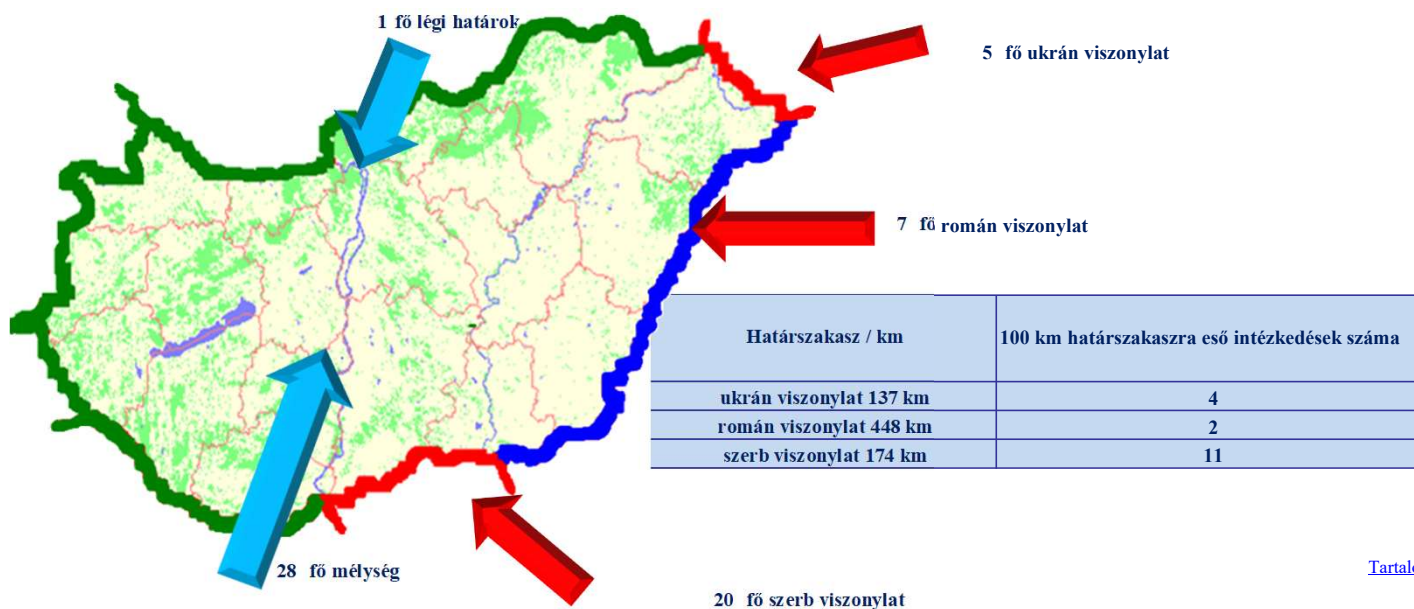 1 fő légi határok
5 fő ukrán viszonylat
7 fő román viszonylat
Határszakasz / km 100 km határszakaszra eső intézkedések száma
ukrán viszonylat 137 km 4
román viszonylat 448 km 2
szerb viszonylat 174 km 11
28 fő mélység
20 fő szerb viszonylat